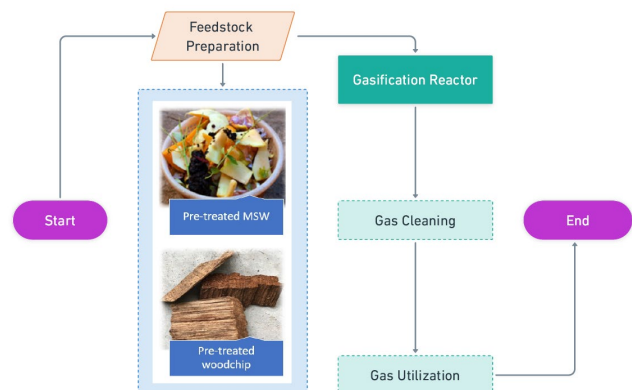 Feedstock
Preparation
Gasification Reactor
Pre-treated MSW
Start
Gas Cleaning
End
Pre-treated
woodchip
Gas Utilization